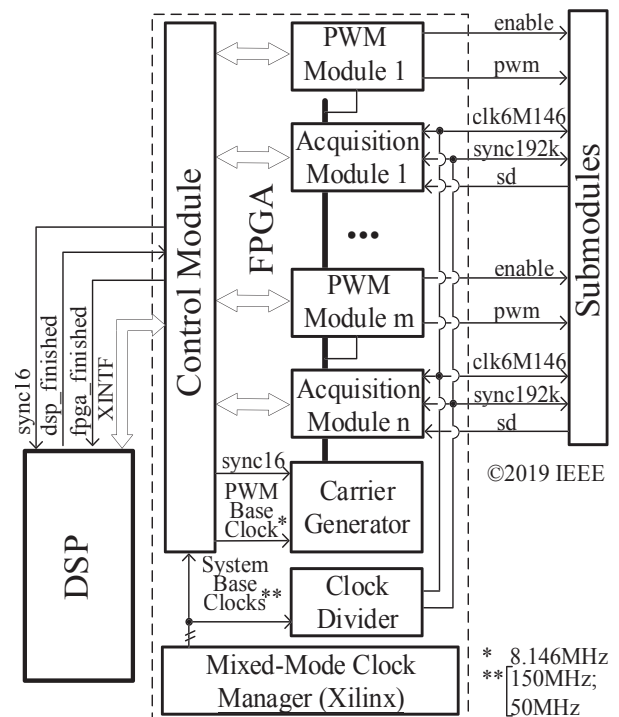 PWM
Module 1
enable
pwm
Acquisition
Module 1
clk6M146
sync192k
sd
Control Module
FPGA
Submodules
•••
PWM
Module m
enable
pwm
Acquisition
Module n
clk6M146
sync192k
sd
sync16
dsp_finished
fpga_finished
XINTF
DSP
sync16
PWM
Base
Clock*
Carrier
Generator
©2019 IEEE
System
Base
Clocks**
Clock
Divider
Mixed-Mode Clock
Manager (Xilinx)
* 8.146MHz
** 150MHz;
50MHz